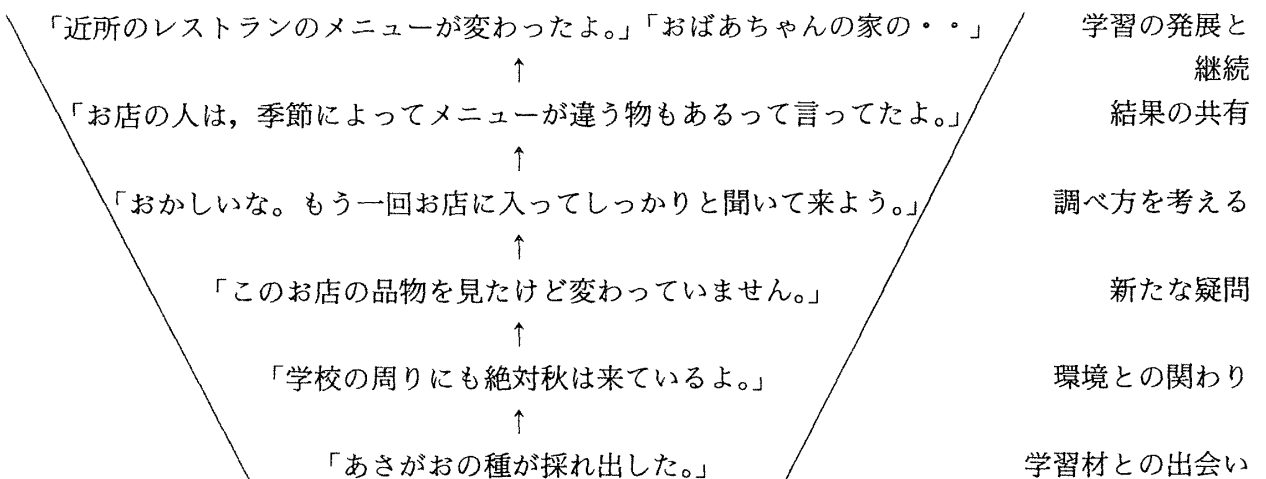 「近所のレストランのメニューが変わったよ。」「おばあちゃんの家の・・」 学習の発展と
継続
↑
「お店の人は，季節によってメニューが違う物もあるって言ってたよ。」 結果の共有
↑
「おかしいな。もう一回お店に入ってしっかりと聞いて来よう。」 調べ方を考える
↑
「このお店の品物を見たけど変わっていません。」 新たな疑問
↑
「学校の周りにも絶対秋は来ているよ。」 環境との関わり
↑
「あさがおの種が採れ出した。」 学習材との出会い